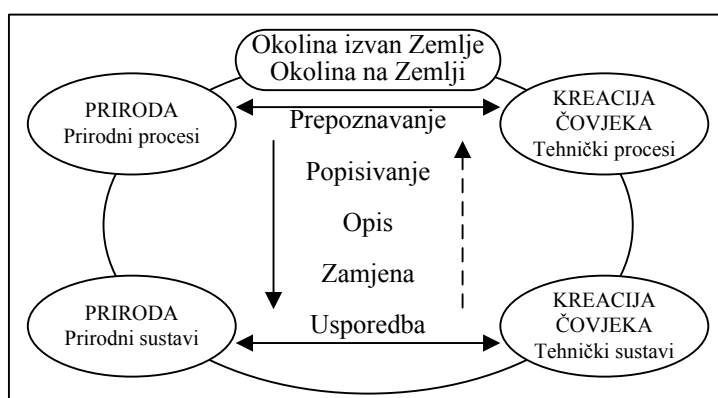 Okolina izvan Zemlje
Okolina na Zemlji
PRIRODA
Prirodni procesi
KREACIJA
ČOVJEKA
Tehnički procesi
Prepoznavanje
Popisivanje
Opis
Zamjena
Usporedba
PRIRODA
Prirodni sustavi
KREACIJA
ČOVJEKA
Tehnički sustavi